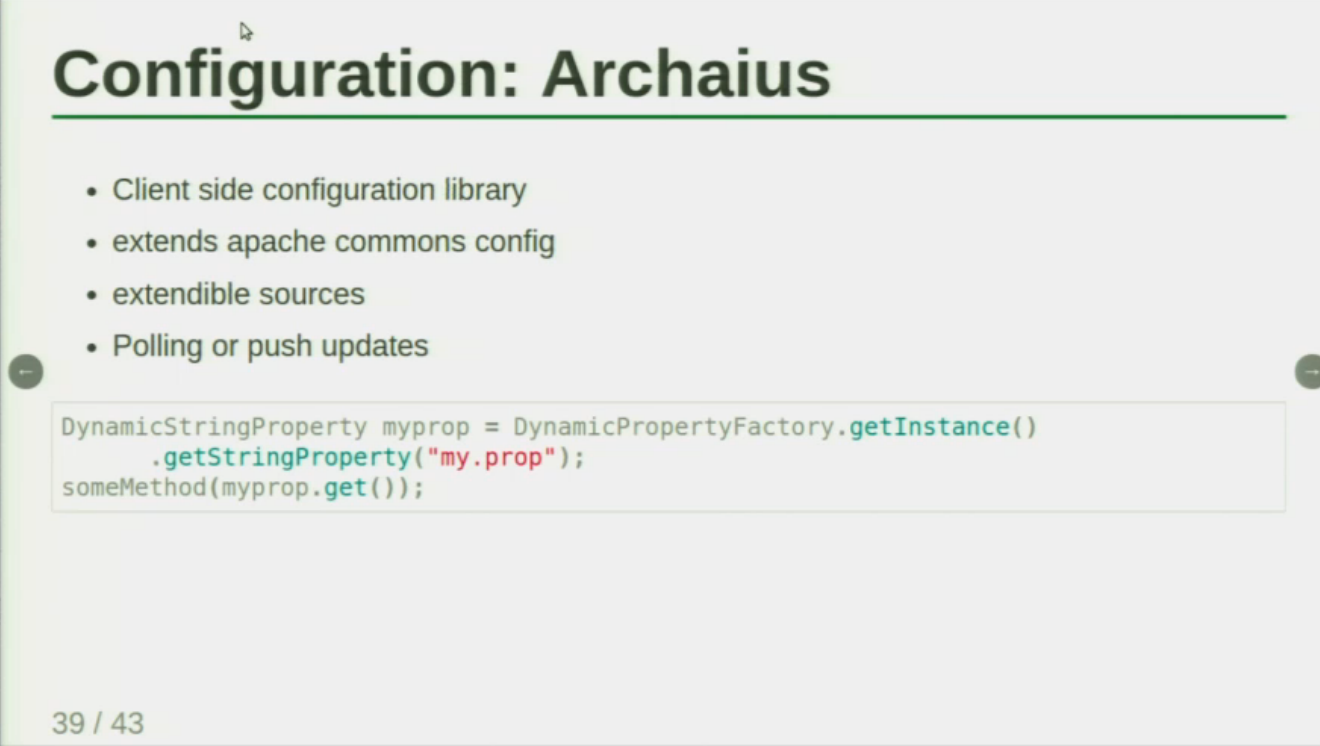 Configuration: Archaius
• Client side configuration library
• extends apache commons config
• extendible sources
• Polling or push updates
← →
DynamicStringProperty myprop = DynamicPropertyFactory.getInstance()
      .getStringProperty("my.prop");
someMethod(myprop.get());
39 / 43